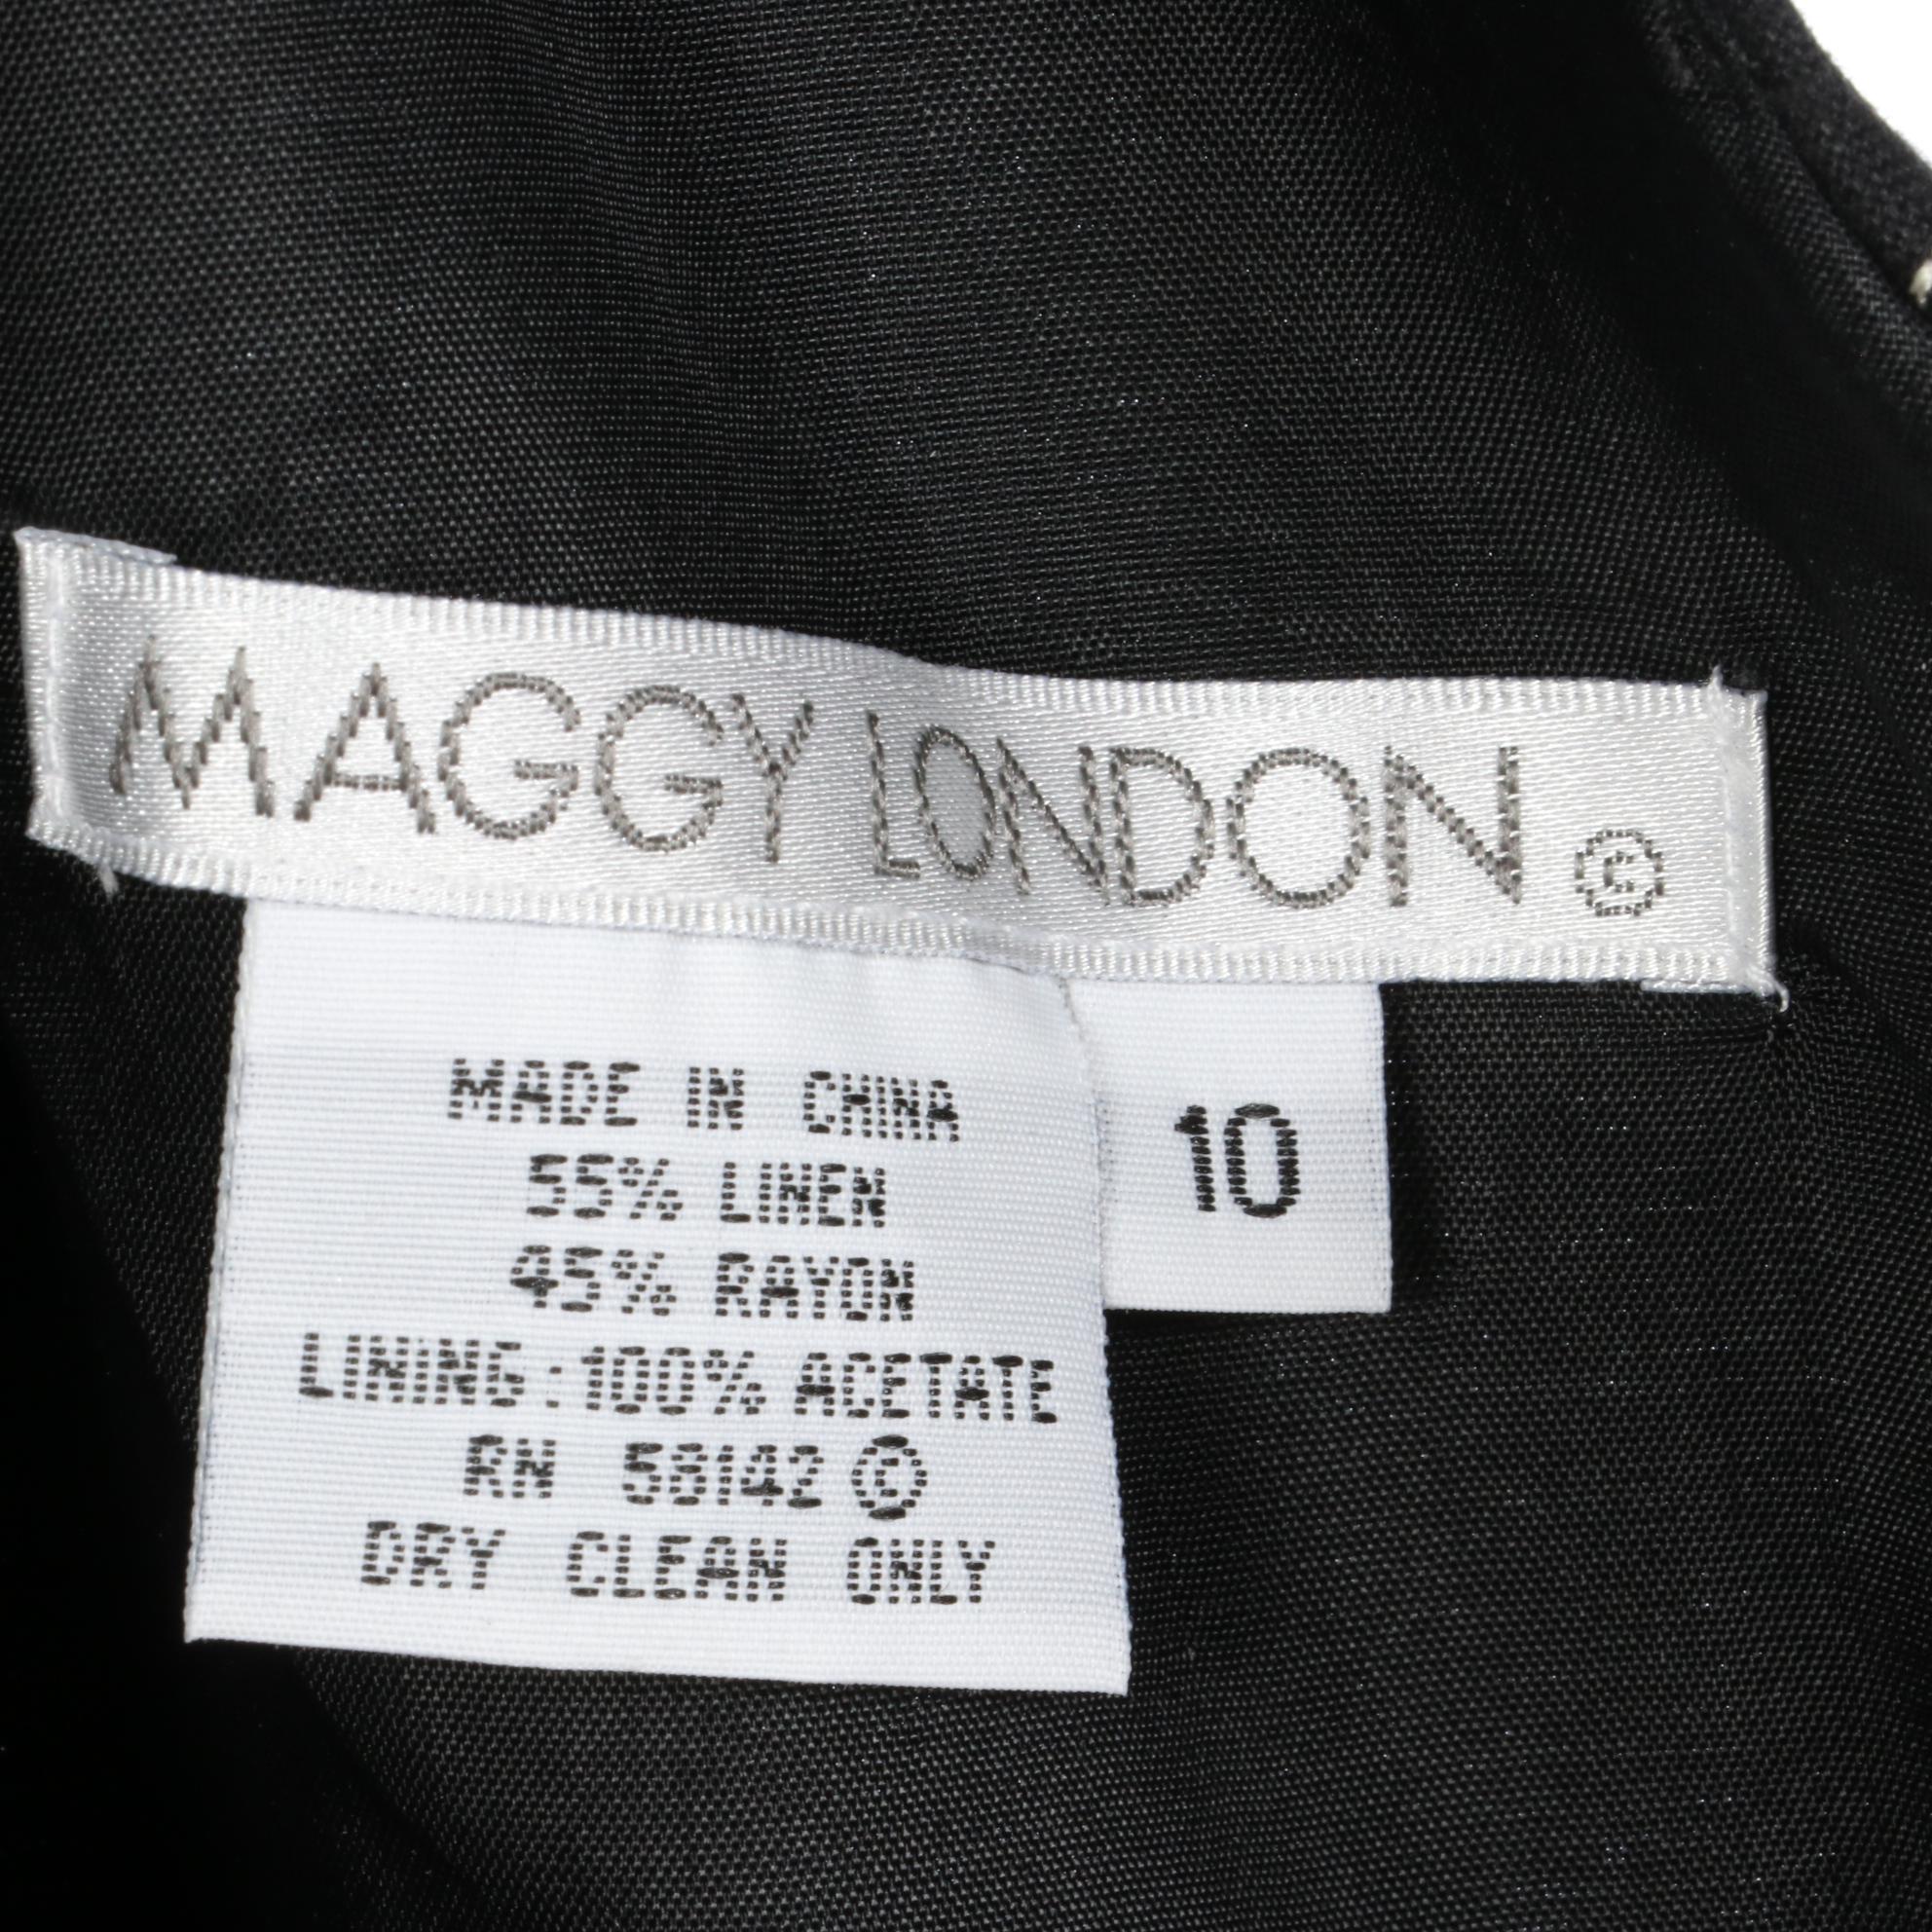 MAGGY LONDON ©
MADE IN CHINA
55% LINEN
45% RAYON
LINING:100% ACETATE
RN 58142 ©
DRY CLEAN ONLY
10